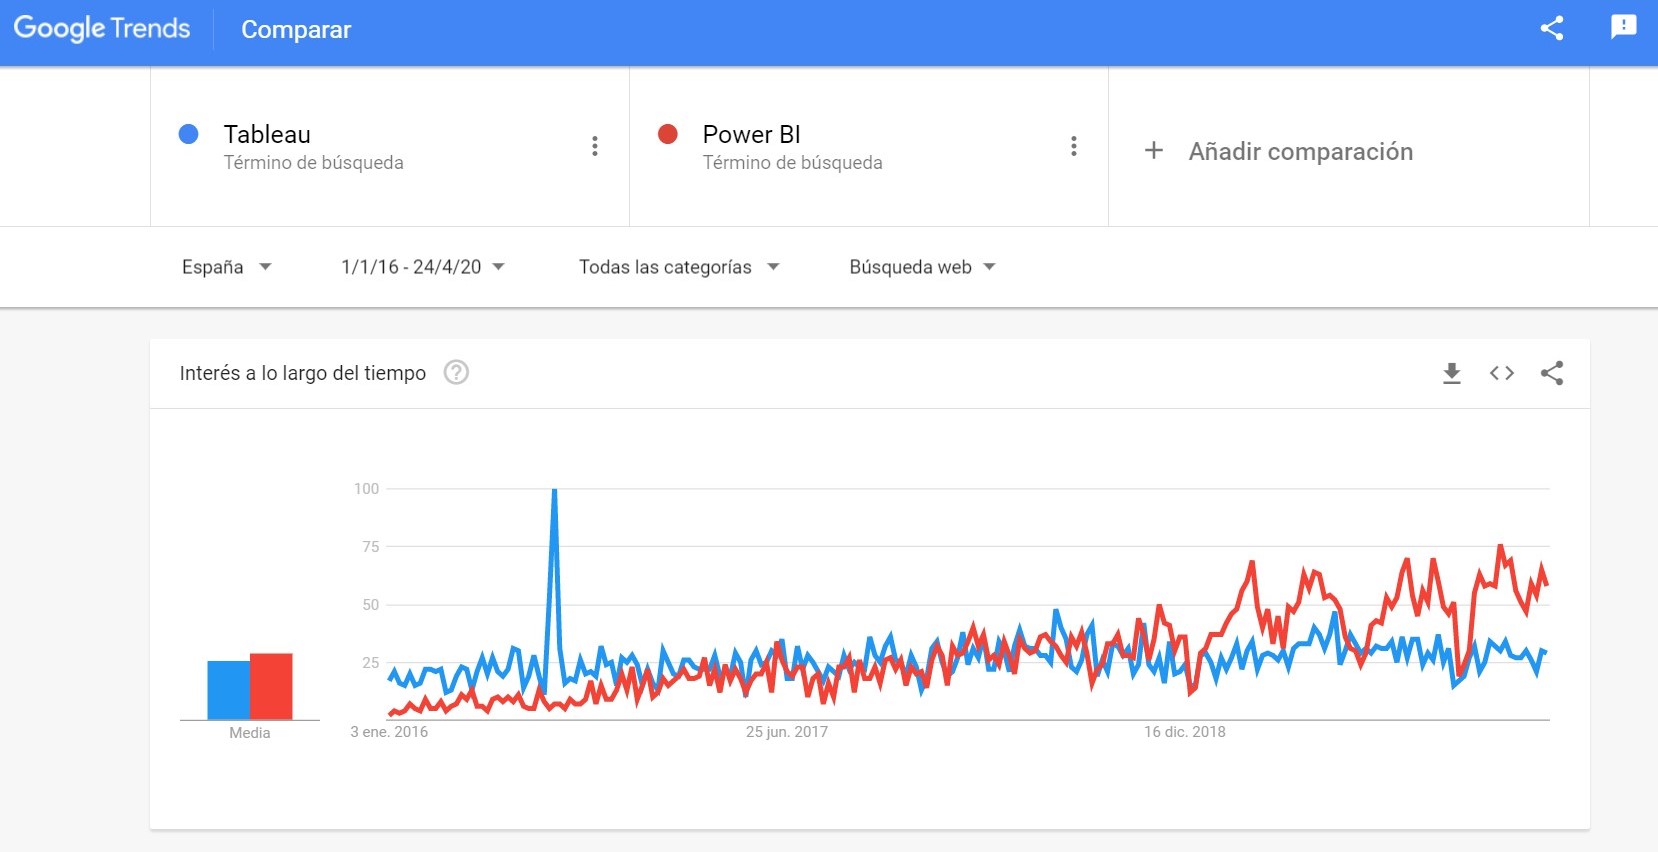 Google Trends Comparar
Tableau
Término de búsqueda
Power BI
Término de búsqueda
+ Añadir comparación
España 1/1/16 - 24/4/20 Todas las categorías Búsqueda web
Interés a lo largo del tiempo ?
100
75
50
25
Media
3 ene. 2016 25 jun. 2017 16 dic. 2018